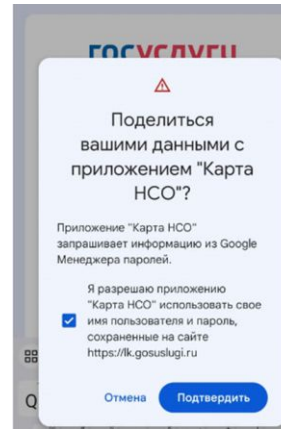 госуслуги
Поделиться
вашими данными с
приложением "Карта
НСО"?
Приложение "Карта НСО"
запрашивает информацию из Google
Менеджера паролей.
Я разрешаю приложению
"Карта НСО" использовать свое
имя пользователя и пароль,
сохраненные на сайте
https://lk.gosuslugi.ru
Q
Отмена
Подтвердить